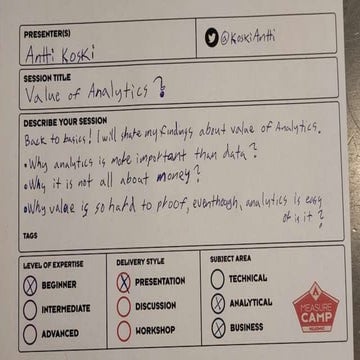 PRESENTER(S)
Antti Koski
@KoskiAntti
SESSION TITLE
Value of Analytics?
DESCRIBE YOUR SESSION
Back to basics! I will share my findings about value of Analytics.
• Why analytics is more important than data?
• Why it is not all about money?
• Why value is so hard to proof, eventhough, analytics is easy
or is it?
TAGS
LEVEL OF EXPERTISE
BEGINNER
INTERMEDIATE
ADVANCED
DELIVERY STYLE
PRESENTATION
DISCUSSION
WORKSHOP
SUBJECT AREA
TECHNICAL
ANALYTICAL
BUSINESS
MEASURE
CAMP